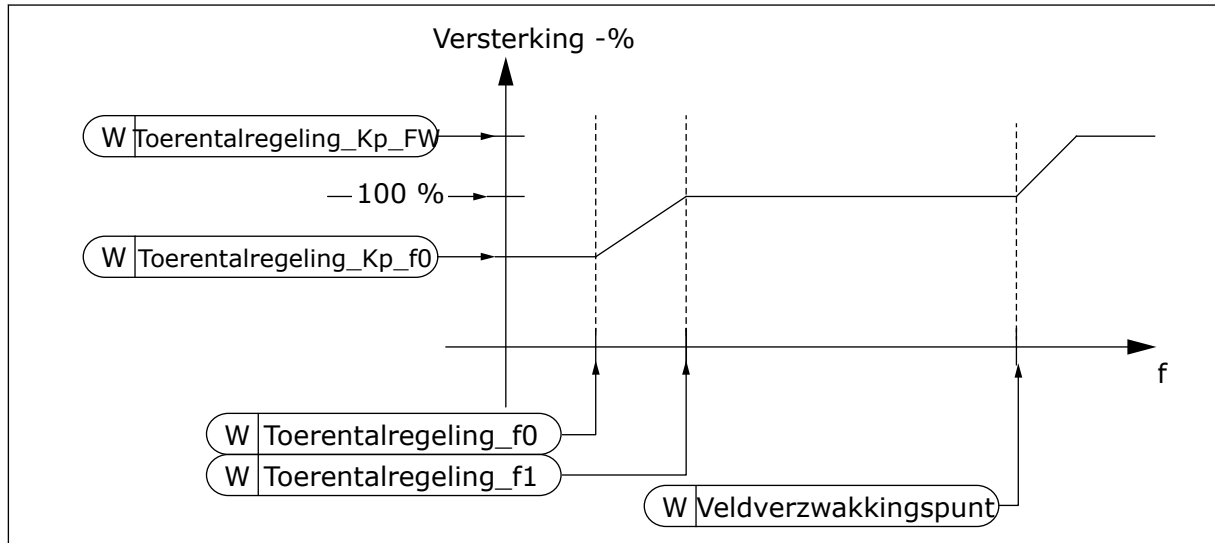 Versterking -%
W Toerentalregeling_Kp_FW
100 %
W Toerentalregeling_Kp_f0
f
W Toerentalregeling_f0
W Toerentalregeling_f1
W Veldverzwakkingspunt